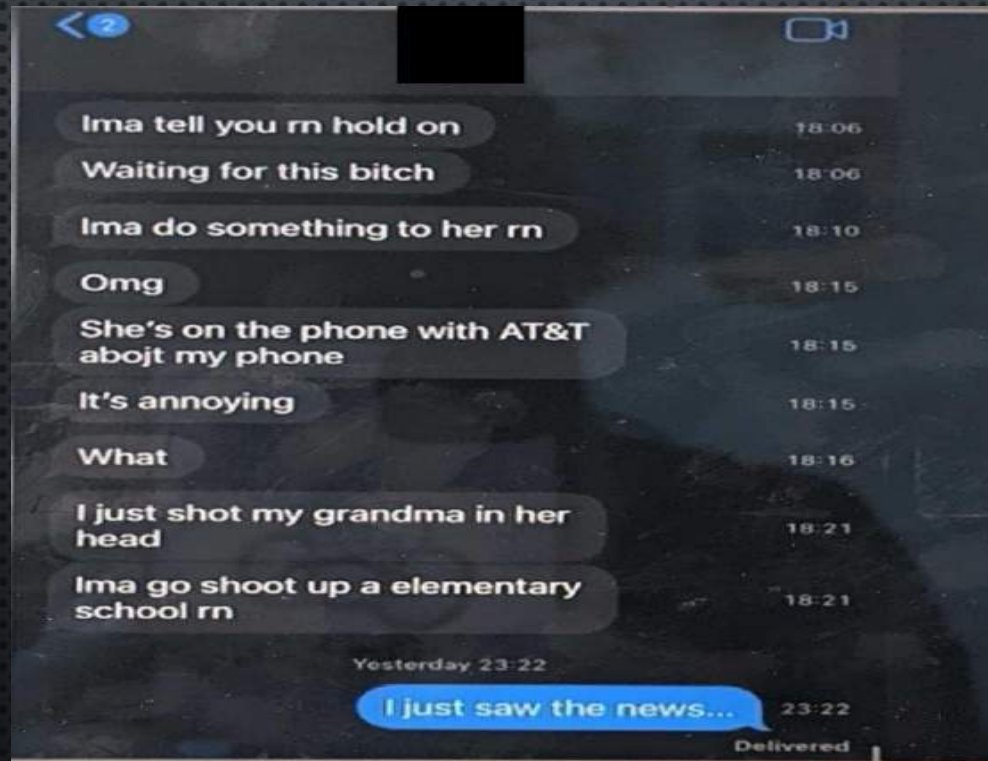 2
Ima tell you rn hold on
18:06
Waiting for this bitch
18:06
Ima do something to her rn
18:10
Omg
18:15
She's on the phone with AT&T
abojt my phone
18:15
It's annoying
18:15
What
18:16
I just shot my grandma in her
head
18:21
Ima go shoot up a elementary
school rn
18:21
Yesterday 23:22
I just saw the news...
23:22
Delivered